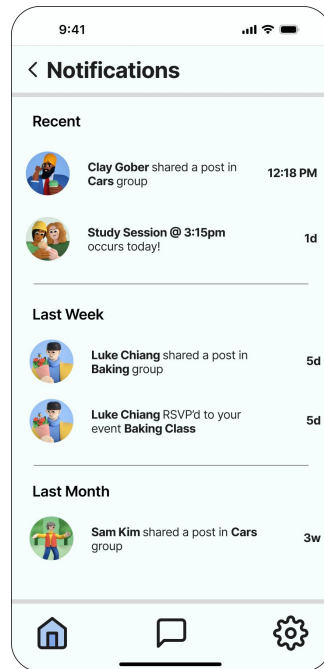 9:41
Notifications
Recent
Clay Gober shared a post in
Cars group
12:18 PM
Study Session @ 3:15pm
occurs today!
1d
Last Week
Luke Chiang shared a post in
Baking group
5d
Luke Chiang RSVP'd to your
event Baking Class
5d
Last Month
Sam Kim shared a post in Cars
group
3w